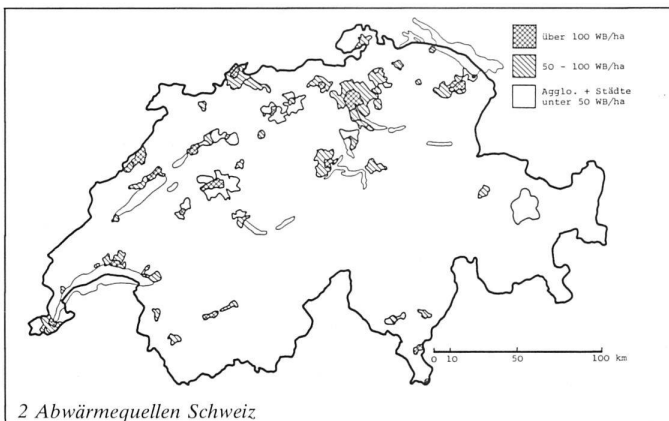 über 100 WB/ha
50 - 100 WB/ha
Agglo. + Städte
unter 50 WB/ha
0 10 50 100 km
2 Abwärmequellen Schweiz